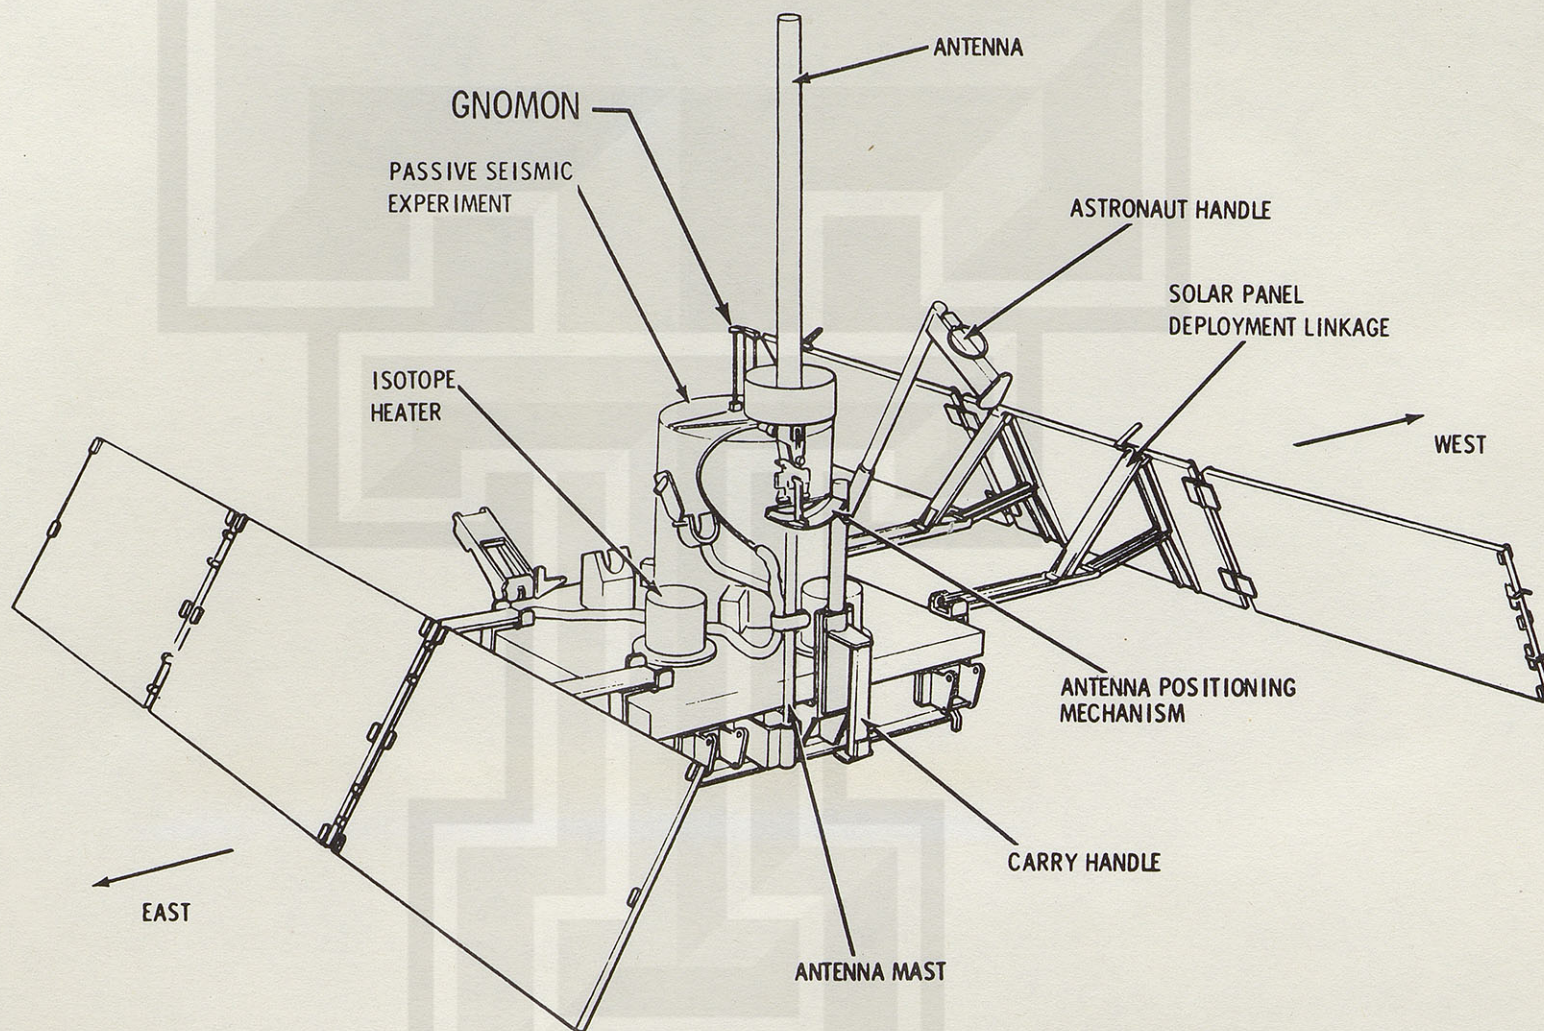 ANTENNA
GNOMON
PASSIVE SEISMIC
EXPERIMENT
ASTRONAUT HANDLE
SOLAR PANEL
DEPLOYMENT LINKAGE
ISOTOPE
HEATER
WEST
ANTENNA POSITIONING
MECHANISM
CARRY HANDLE
EAST
ANTENNA MAST